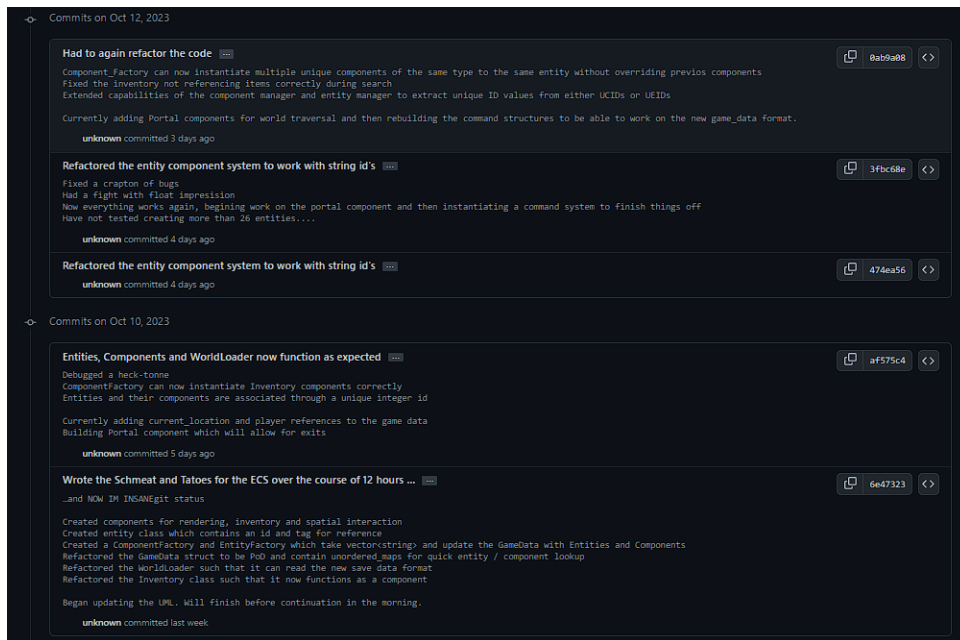 Commits on Oct 12, 2023
Had to again refactor the code ...
0ab9a08
Component_Factory can now instantiate multiple unique components of the same type to the same entity without overriding previos components
Fixed the inventory not referencing items correctly during search
Extended capabilities of the component manager and entity manager to extract unique ID values from either UCIDs or UEIDs
Currently adding Portal components for world traversal and then rebuilding the command structures to be able to work on the new game_data format.
unknown committed 3 days ago
Refactored the entity component system to work with string id's ...
3fbc68e
Fixed a crapton of bugs
Had a fight with float impresision
Now everything works again, begining work on the portal component and then instantiating a command system to finish things off
Have not tested creating more than 26 entities....
unknown committed 4 days ago
Refactored the entity component system to work with string id's ...
474ea56
unknown committed 4 days ago
Commits on Oct 10, 2023
Entities, Components and WorldLoader now function as expected ...
af575c4
Debugged a heck-tonne
ComponentFactory can now instantiate Inventory components correctly
Entities and their components are associated through a unique integer id
Currently adding current_location and player references to the game data
Building Portal component which will allow for exits
unknown committed 5 days ago
Wrote the Schmeat and Tatoes for the ECS over the course of 12 hours ... ...
6e47323
…and NOW IM INSANEgit status
Created components for rendering, inventory and spatial interaction
Created entity class which contains an id and tag for reference
Created a ComponentFactory and EntityFactory which take vector<string> and update the GameData with Entities and Components
Refactored the GameData struct to be PoD and contain unordered_maps for quick entity / component lookup
Refactored the WorldLoader such that it can read the new save data format
Refactored the Inventory class such that it now functions as a component
Began updating the UML. Will finish before continuation in the morning.
unknown committed last week